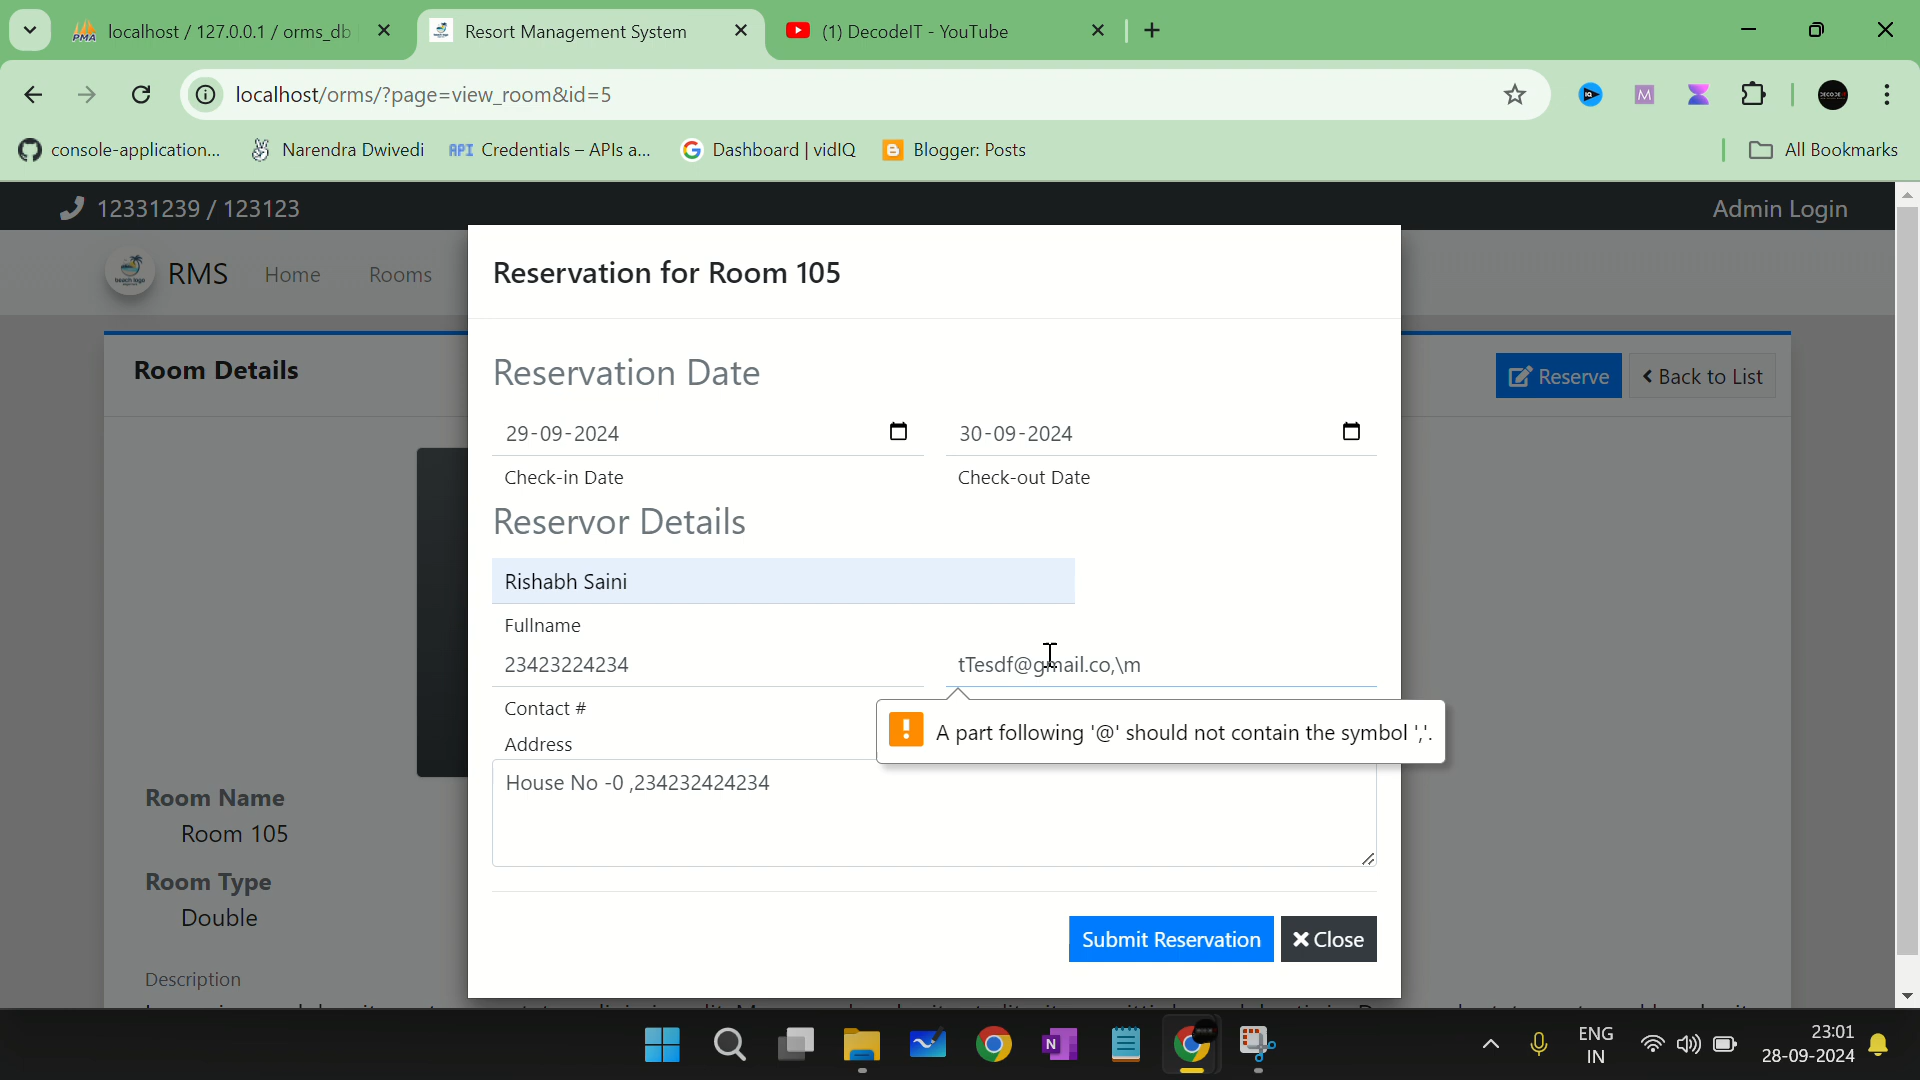 localhost / 127.0.0.1 / orms_db
Resort Management System
(1) DecodeIT - YouTube
localhost/orms/?page=view_room&id=5
console-application...
Narendra Dwivedi
API Credentials – APIs a...
Dashboard | vidIQ
Blogger: Posts
All Bookmarks
12331239 / 123123
Admin Login
RMS
Home
Rooms
Reservation for Room 105
Room Details
Reserve
Back to List
Reservation Date
29-09-2024
30-09-2024
Check-in Date
Check-out Date
Reservor Details
Rishabh Saini
Fullname
23423224234
tTesdf@gmail.co,\m
Contact #
A part following '@' should not contain the symbol ','.
Address
House No -0 ,234232424234
Room Name
Room 105
Room Type
Double
Submit Reservation
Close
Description
ENG
IN
23:01
28-09-2024